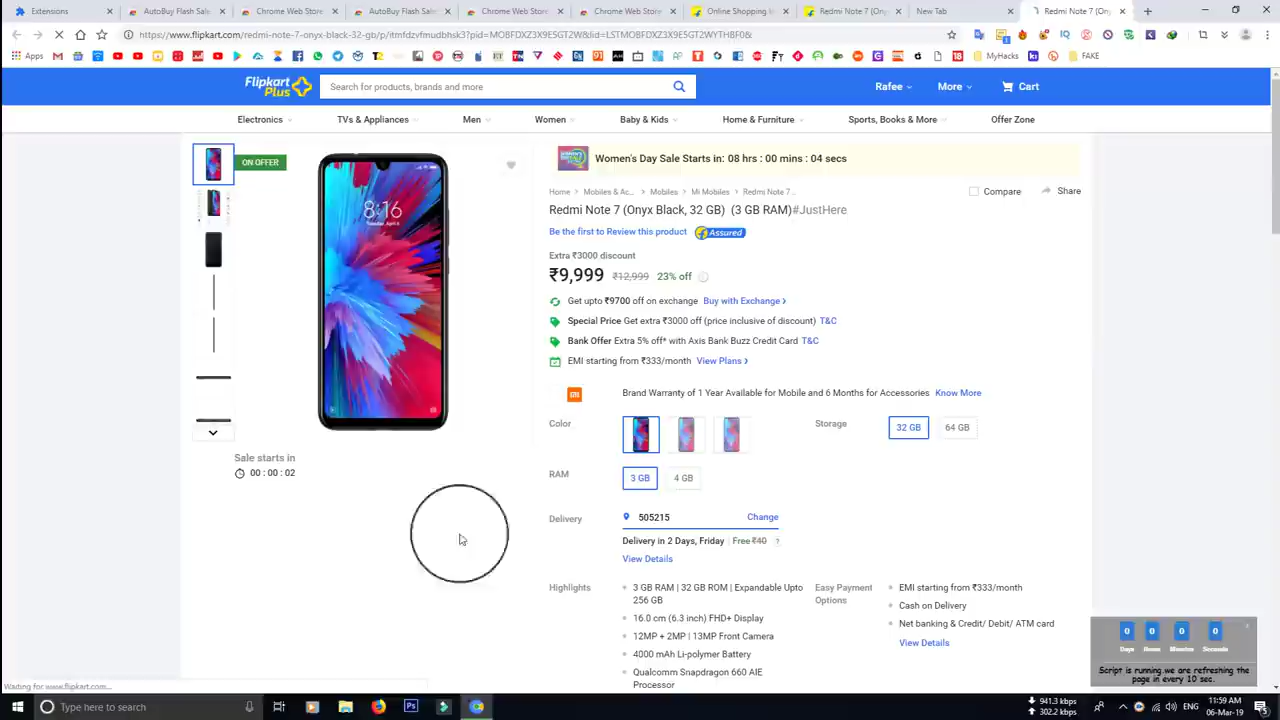 Extensions
AutoBuy Flash Sale
Chrome Web Store
AutoBuy Flash Sale
Chrome Web Store
Chrome Web Store
Online Shopping
Redmi Note 7 (Ony
New Tab
Redmi Note 7 (Ony
https://www.flipkart.com/redmi-note-7-onyx-black-32-gb/p/itmfdzvfmudbhsk3?pid=MOBFDXZ3X9E5GT2W&lid=LSTMOBFDXZ3X9E5GT2WYTHBF0&
Apps
MyHacks
FAKE
Flipkart
Plus
Search for products, brands and more
Rafee
More
Cart
Electronics
TVs & Appliances
Men
Women
Baby & Kids
Home & Furniture
Sports, Books & More
Offer Zone
ON OFFER
8:16
Women's Day Sale Starts in: 08 hrs : 00 mins : 04 secs
Home > Mobiles & Ac... > Mobiles > Mi Mobiles > Redmi Note 7 ...
Compare
Share
Redmi Note 7 (Onyx Black, 32 GB) (3 GB RAM)#JustHere
Be the first to Review this product
Assured
Extra ₹3000 discount
₹9,999 ₹12,999 23% off
Get upto ₹9700 off on exchange Buy with Exchange >
Special Price Get extra ₹3000 off (price inclusive of discount) T&C
Bank Offer Extra 5% off* with Axis Bank Buzz Credit Card T&C
EMI starting from ₹333/month View Plans >
Brand Warranty of 1 Year Available for Mobile and 6 Months for Accessories Know More
Color
Storage
32 GB
64 GB
Sale starts in
00 : 00 : 02
RAM
3 GB
4 GB
Delivery
505215
Change
Delivery in 2 Days, Friday | Free ₹40 ?
View Details
Highlights
3 GB RAM | 32 GB ROM | Expandable Upto
256 GB
16.0 cm (6.3 inch) FHD+ Display
12MP + 2MP | 13MP Front Camera
4000 mAh Li-polymer Battery
Qualcomm Snapdragon 660 AIE
Processor
Easy Payment
Options
EMI starting from ₹333/month
Cash on Delivery
Net banking & Credit/ Debit/ ATM card
View Details
0 0 0 0
Days Hours Minutes Seconds
Script is running.we are refreshing the
page in every 10 sec.
Waiting for www.flipkart.com...
Type here to search
941.3 kbps
302.2 kbps
ENG
11:59 AM
06-Mar-19